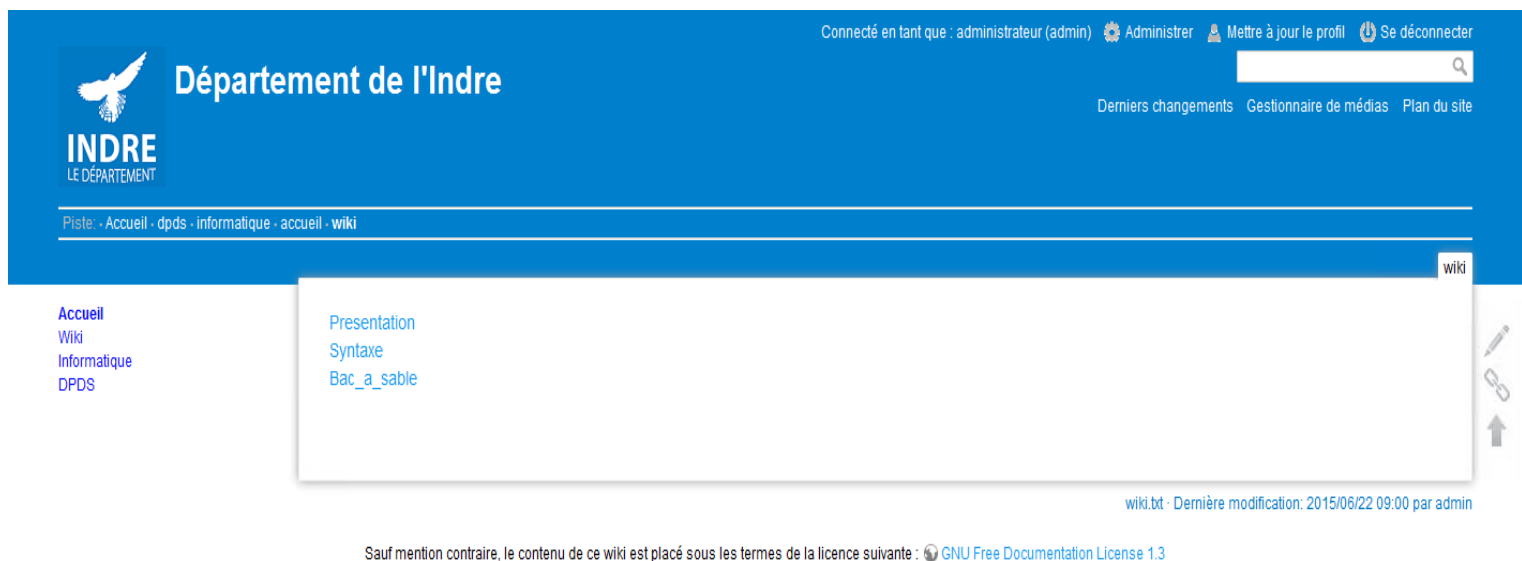 Connecté en tant que : administrateur (admin) Administrer Mettre à jour le profil Se déconnecter
Département de l'Indre
INDRE
LE DÉPARTEMENT
Derniers changements Gestionnaire de médias Plan du site
Piste: · Accueil · dpds · informatique · accueil · wiki
wiki
Accueil
Wiki
Informatique
DPDS
Presentation
Syntaxe
Bac_a_sable
wiki.txt · Dernière modification: 2015/06/22 09:00 par admin
Sauf mention contraire, le contenu de ce wiki est placé sous les termes de la licence suivante : GNU Free Documentation License 1.3